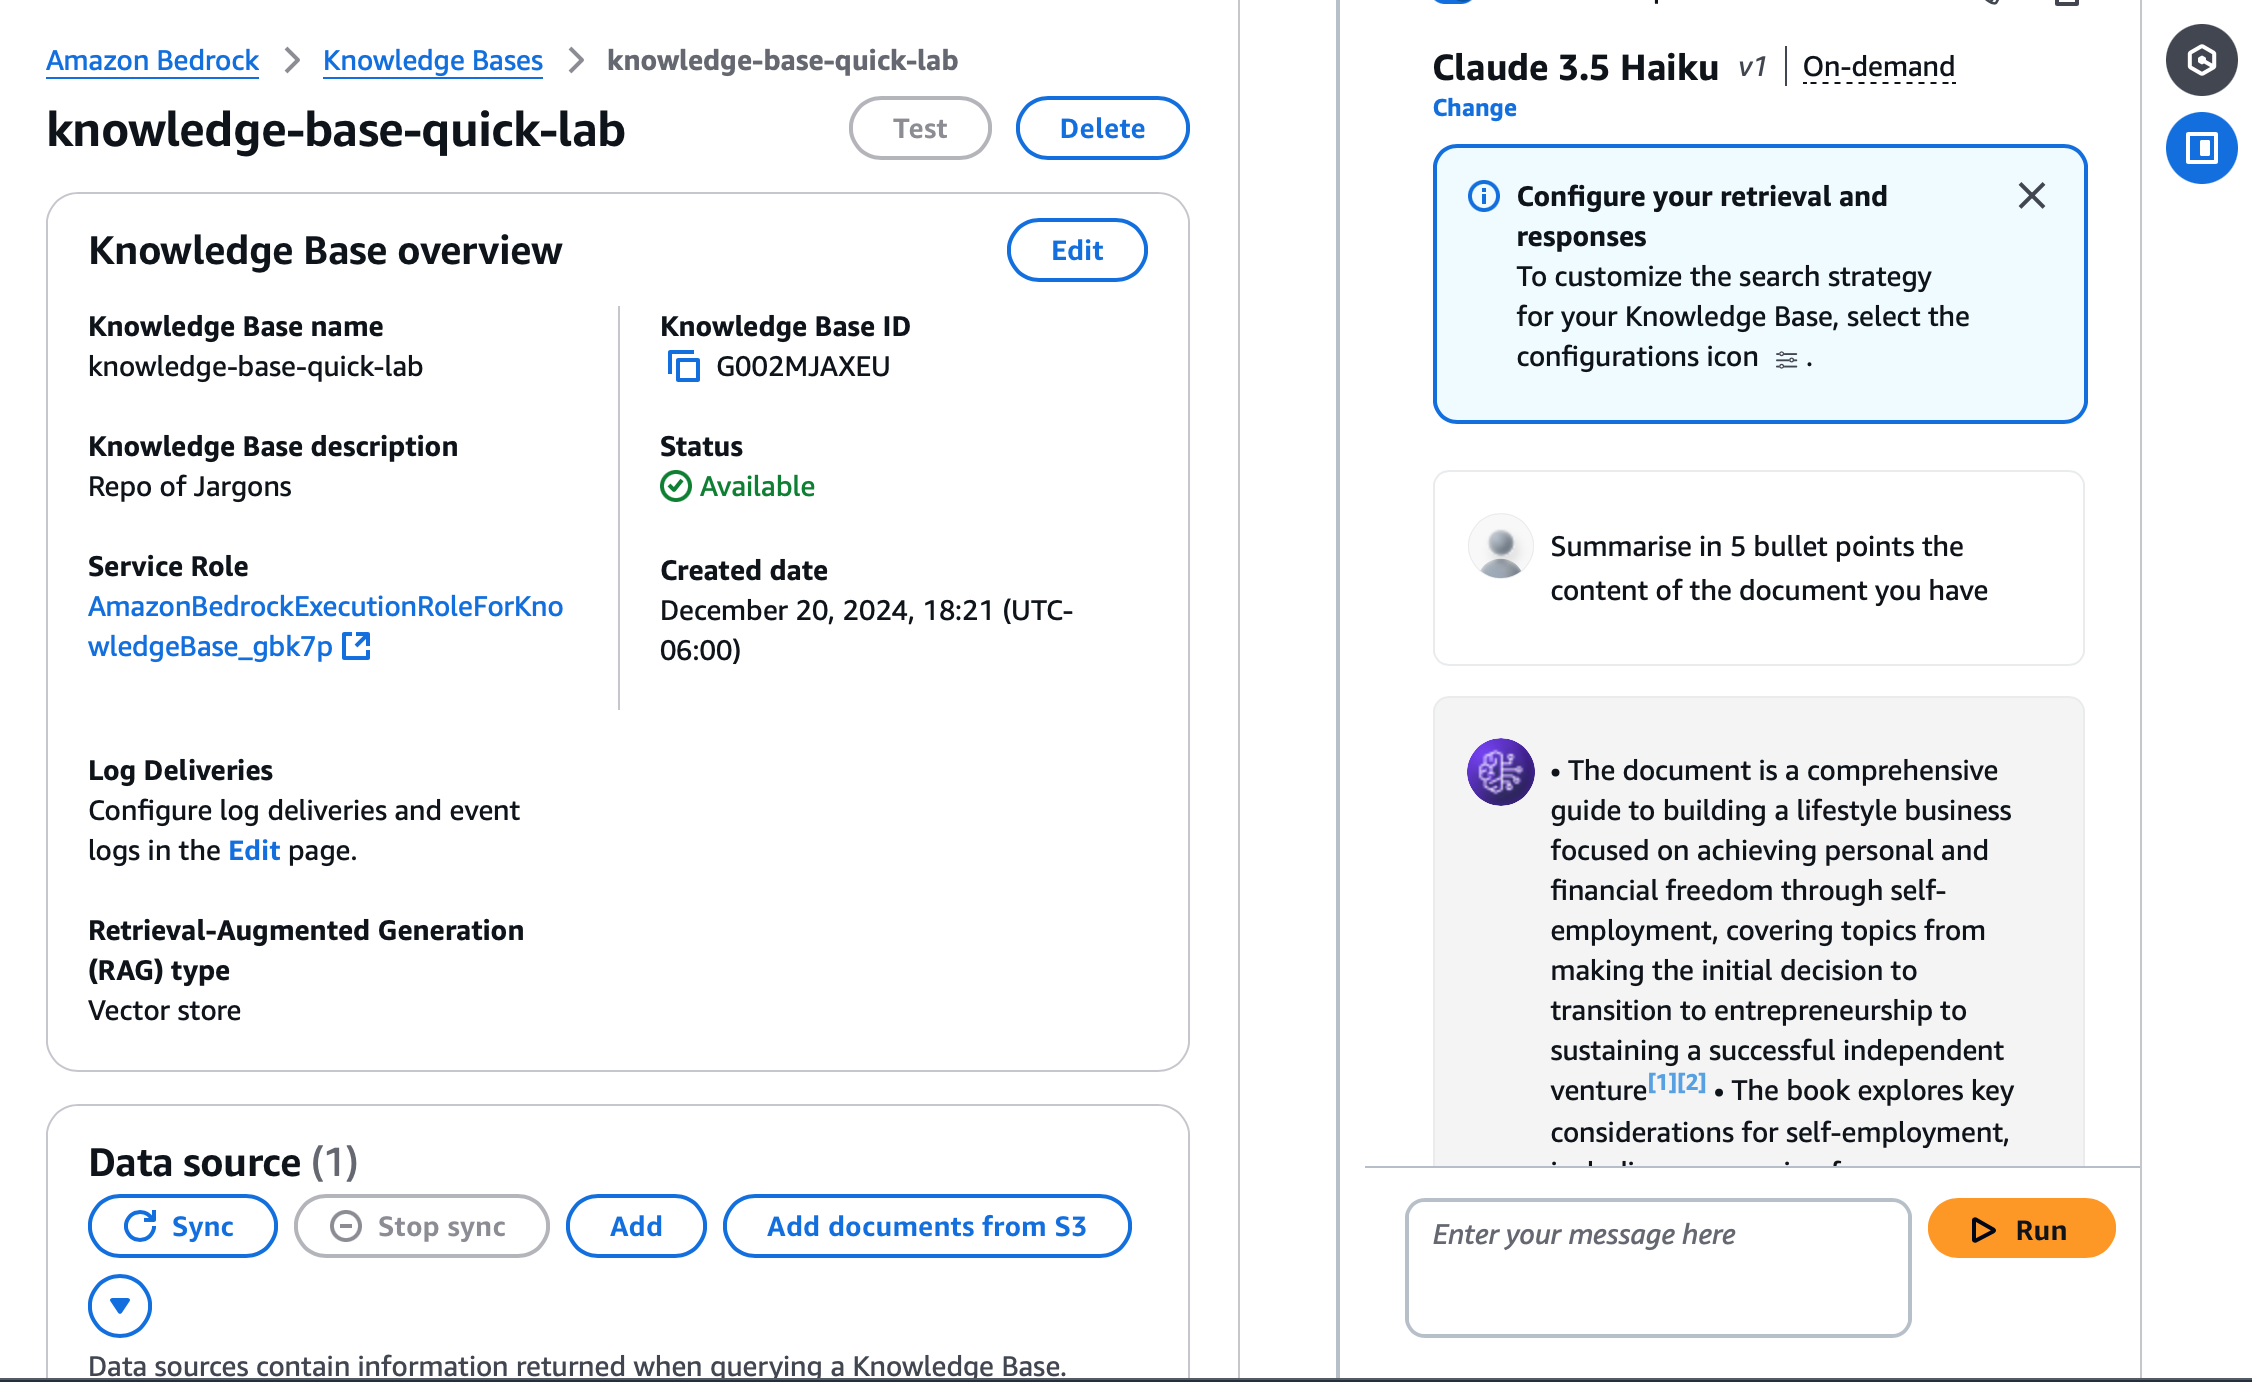 Amazon Bedrock > Knowledge Bases > knowledge-base-quick-lab
knowledge-base-quick-lab
Test
Delete
Knowledge Base overview
Edit
Knowledge Base name
knowledge-base-quick-lab
Knowledge Base description
Repo of Jargons
Service Role
AmazonBedrockExecutionRoleForKno
wledgeBase_gbk7p
Log Deliveries
Configure log deliveries and event
logs in the Edit page.
Retrieval-Augmented Generation
(RAG) type
Vector store
Knowledge Base ID
G002MJAXEU
Status
Available
Created date
December 20, 2024, 18:21 (UTC-
06:00)
Data source (1)
Sync
Stop sync
Add
Add documents from S3
Data sources contain information returned when querying a Knowledge Base.
Claude 3.5 Haiku v1 | On-demand
Change
Configure your retrieval and
responses
To customize the search strategy
for your Knowledge Base, select the
configurations icon .
Summarise in 5 bullet points the
content of the document you have
• The document is a comprehensive
guide to building a lifestyle business
focused on achieving personal and
financial freedom through self-
employment, covering topics from
making the initial decision to
transition to entrepreneurship to
sustaining a successful independent
venture[1][2] • The book explores key
considerations for self-employment,
Enter your message here
Run